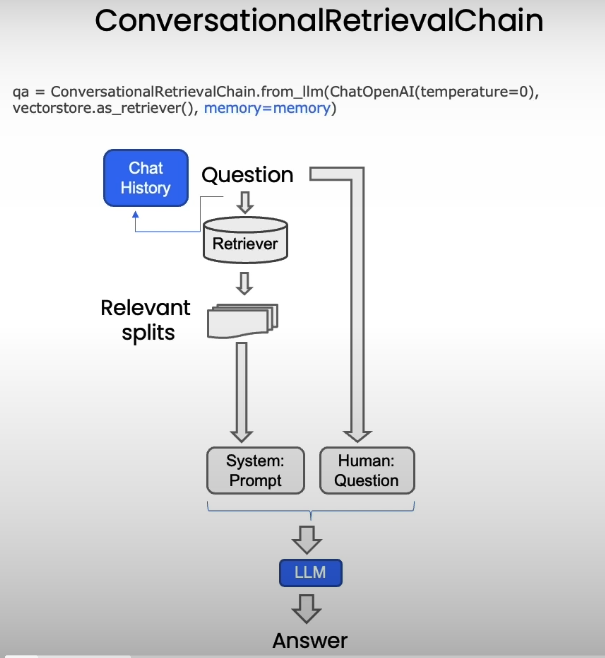 ConversationalRetrievalChain
qa = ConversationalRetrievalChain.from_llm(ChatOpenAI(temperature=0),
vectorstore.as_retriever(), memory=memory)
Chat
History
Question
Retriever
Relevant
splits
System:
Prompt
Human:
Question
LLM
Answer